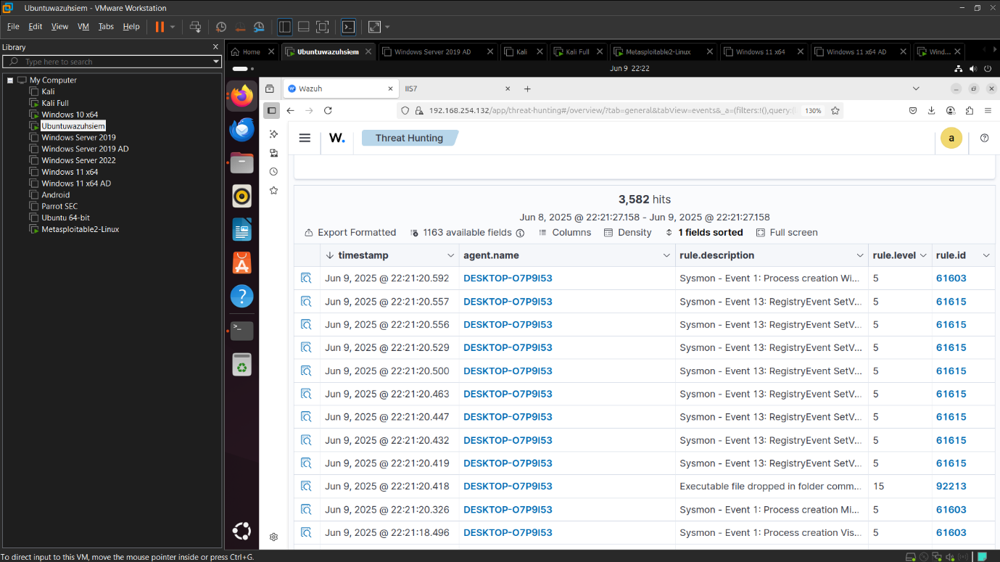 Ubuntuwazuhsiem - VMware Workstation
File Edit View VM Tabs Help
Library
Type here to search
My Computer
Kali
Kali Full
Windows 10 x64
Ubuntuwazuhsiem
Windows Server 2019
Windows Server 2019 AD
Windows Server 2022
Windows 11 x64
Windows 11 x64 AD
Android
Parrot SEC
Ubuntu 64-bit
Metasploitable2-Linux
Home Ubuntuwazuhsiem Windows Server 2019 AD Kali Kali Full Metasploitable2-Linux Windows 11 x64 Windows 11 x64 AD Wind...
Jun 9 22:22
Wazuh IIS7
192.168.254.132/app/threat-hunting#/overview/?tab=general&tabView=events&_a=(filters:!(),query:( 130%
W. Threat Hunting a
3,582 hits
Jun 8, 2025 @ 22:21:27.158 - Jun 9, 2025 @ 22:21:27.158
Export Formatted 1163 available fields Columns Density 1 fields sorted Full screen
timestamp agent.name rule.description rule.level rule.id
Jun 9, 2025 @ 22:21:20.592 DESKTOP-O7P9I53 Sysmon - Event 1: Process creation Wi... 5 61603
Jun 9, 2025 @ 22:21:20.557 DESKTOP-O7P9I53 Sysmon - Event 13: RegistryEvent SetV... 5 61615
Jun 9, 2025 @ 22:21:20.556 DESKTOP-O7P9I53 Sysmon - Event 13: RegistryEvent SetV... 5 61615
Jun 9, 2025 @ 22:21:20.529 DESKTOP-O7P9I53 Sysmon - Event 13: RegistryEvent SetV... 5 61615
Jun 9, 2025 @ 22:21:20.500 DESKTOP-O7P9I53 Sysmon - Event 13: RegistryEvent SetV... 5 61615
Jun 9, 2025 @ 22:21:20.463 DESKTOP-O7P9I53 Sysmon - Event 13: RegistryEvent SetV... 5 61615
Jun 9, 2025 @ 22:21:20.447 DESKTOP-O7P9I53 Sysmon - Event 13: RegistryEvent SetV... 5 61615
Jun 9, 2025 @ 22:21:20.432 DESKTOP-O7P9I53 Sysmon - Event 13: RegistryEvent SetV... 5 61615
Jun 9, 2025 @ 22:21:20.419 DESKTOP-O7P9I53 Sysmon - Event 13: RegistryEvent SetV... 5 61615
Jun 9, 2025 @ 22:21:20.418 DESKTOP-O7P9I53 Executable file dropped in folder comm... 15 92213
Jun 9, 2025 @ 22:21:20.326 DESKTOP-O7P9I53 Sysmon - Event 1: Process creation Mi... 5 61603
Jun 9, 2025 @ 22:21:18.496 DESKTOP-O7P9I53 Sysmon - Event 1: Process creation Vis... 5 61603
To direct input to this VM, move the mouse pointer inside or press Ctrl+G.